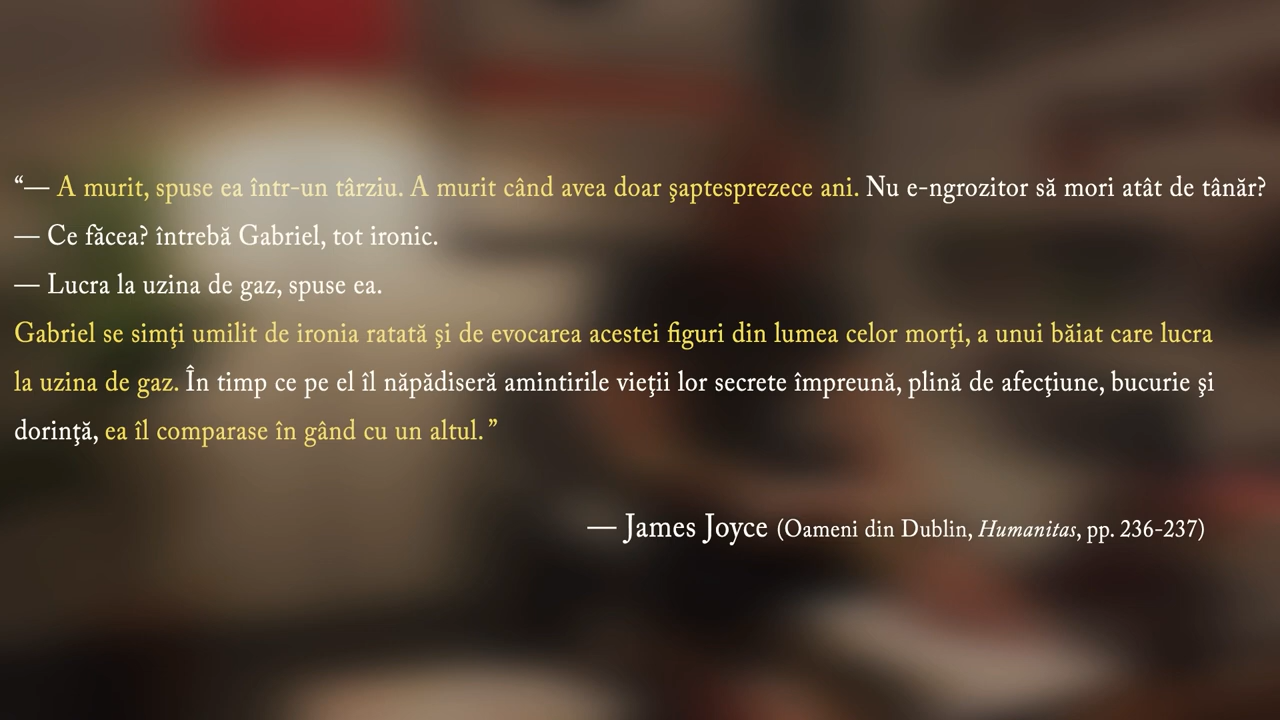 “— A murit, spuse ea într-un târziu. A murit când avea doar şaptesprezece ani. Nu e-ngrozitor să mori atât de tânăr?
— Ce făcea? întrebă Gabriel, tot ironic.
— Lucra la uzina de gaz, spuse ea.
Gabriel se simţi umilit de ironia ratată şi de evocarea acestei figuri din lumea celor morţi, a unui băiat care lucra
la uzina de gaz. În timp ce pe el îl năpădiseră amintirile vieţii lor secrete împreună, plină de afecţiune, bucurie şi
dorinţă, ea îl comparase în gând cu un altul.”
— James Joyce (Oameni din Dublin, Humanitas, pp. 236-237)